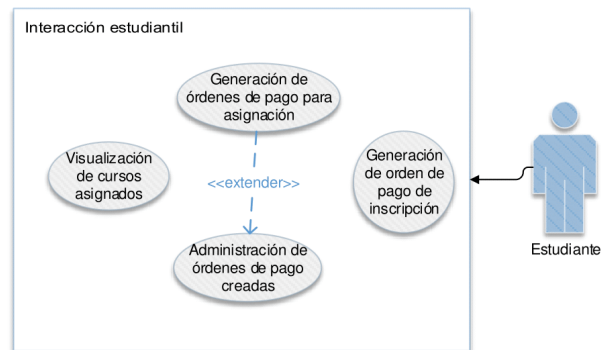 Interacción estudiantil
Generación de
órdenes de pago para
asignación
Visualización
de cursos
asignados
<<extender>>
Generación
de orden de
pago de
inscripción
Administración de
órdenes de pago
creadas
Estudiante